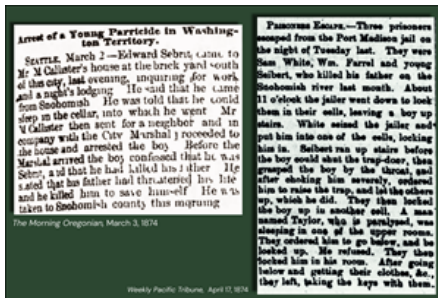 Arrest of a Young Parricide in Washing-
ton Territory.
SEATTLE, March 2—Edward Sebrit came to
Mr M Callister's house at the brick yard south
of this city, last evening, inquiring for work
and a night's lodging He said that he came
from Snohomish He was told that he could
sleep in the cellar, into which he went Mr
M Callister then sent for a neighbor and in
company with the City Marshal proceeded to
the house and arrested the boy Before the
Marshal arrived the boy confessed that he was
Sebrit, and that he had killed his father He
stated that his father had threatened his life
and he killed him to save himself He was
taken to Snohomish county this morning
The Morning Oregonian, March 3, 1874
PRISONERS ESCAPE.—Three prisoners
escaped from the Port Madison jail on
the night of Tuesday last. They were
Sam White, Wm. Farrel and young
Seibert, who killed his father on the
Snohomish river last month. About
11 o'clock the jailer went down to lock
them in their cells, leaving a boy up
stairs. White seized the jailer and
put him into one of the cells, locking
him in. Seibert ran up stairs before
the boy could shut the trap-door, then
grasped the boy by the throat, and
after choking him severely, ordered
him to raise the trap, and let the others
up, which he did. They then locked
the boy up in another cell. A man
named Taylor, who is paralysed, was
sleeping in one of the upper rooms.
They ordered him to go below, and be
locked up. He refused. They then
locked him in his room. After going
below and getting their clothes, &c.,
they left, taking the keys with them.
Weekly Pacific Tribune, April 17, 1874